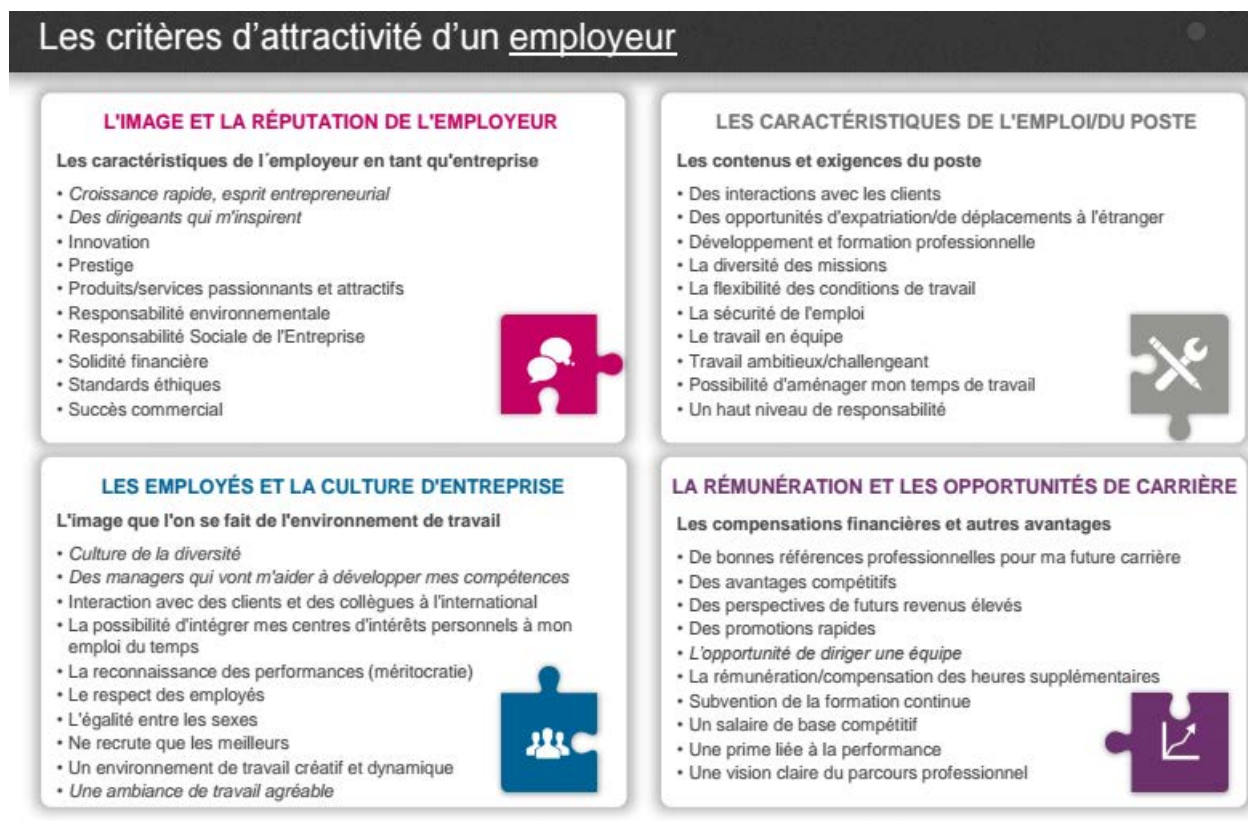 Les critères d'attractivité d'un employeur
L'IMAGE ET LA RÉPUTATION DE L'EMPLOYEUR
Les caractéristiques de l´employeur en tant qu'entreprise
• Croissance rapide, esprit entrepreneurial
• Des dirigeants qui m'inspirent
• Innovation
• Prestige
• Produits/services passionnants et attractifs
• Responsabilité environnementale
• Responsabilité Sociale de l'Entreprise
• Solidité financière
• Standards éthiques
• Succès commercial
LES CARACTÉRISTIQUES DE L'EMPLOI/DU POSTE
Les contenus et exigences du poste
• Des interactions avec les clients
• Des opportunités d'expatriation/de déplacements à l'étranger
• Développement et formation professionnelle
• La diversité des missions
• La flexibilité des conditions de travail
• La sécurité de l'emploi
• Le travail en équipe
• Travail ambitieux/challengeant
• Possibilité d'aménager mon temps de travail
• Un haut niveau de responsabilité
LES EMPLOYÉS ET LA CULTURE D'ENTREPRISE
L'image que l'on se fait de l'environnement de travail
• Culture de la diversité
• Des managers qui vont m'aider à développer mes compétences
• Interaction avec des clients et des collègues à l'international
• La possibilité d'intégrer mes centres d'intérêts personnels à mon
emploi du temps
• La reconnaissance des performances (méritocratie)
• Le respect des employés
• L'égalité entre les sexes
• Ne recrute que les meilleurs
• Un environnement de travail créatif et dynamique
• Une ambiance de travail agréable
LA RÉMUNÉRATION ET LES OPPORTUNITÉS DE CARRIÈRE
Les compensations financières et autres avantages
• De bonnes références professionnelles pour ma future carrière
• Des avantages compétitifs
• Des perspectives de futurs revenus élevés
• Des promotions rapides
• L'opportunité de diriger une équipe
• La rémunération/compensation des heures supplémentaires
• Subvention de la formation continue
• Un salaire de base compétitif
• Une prime liée à la performance
• Une vision claire du parcours professionnel